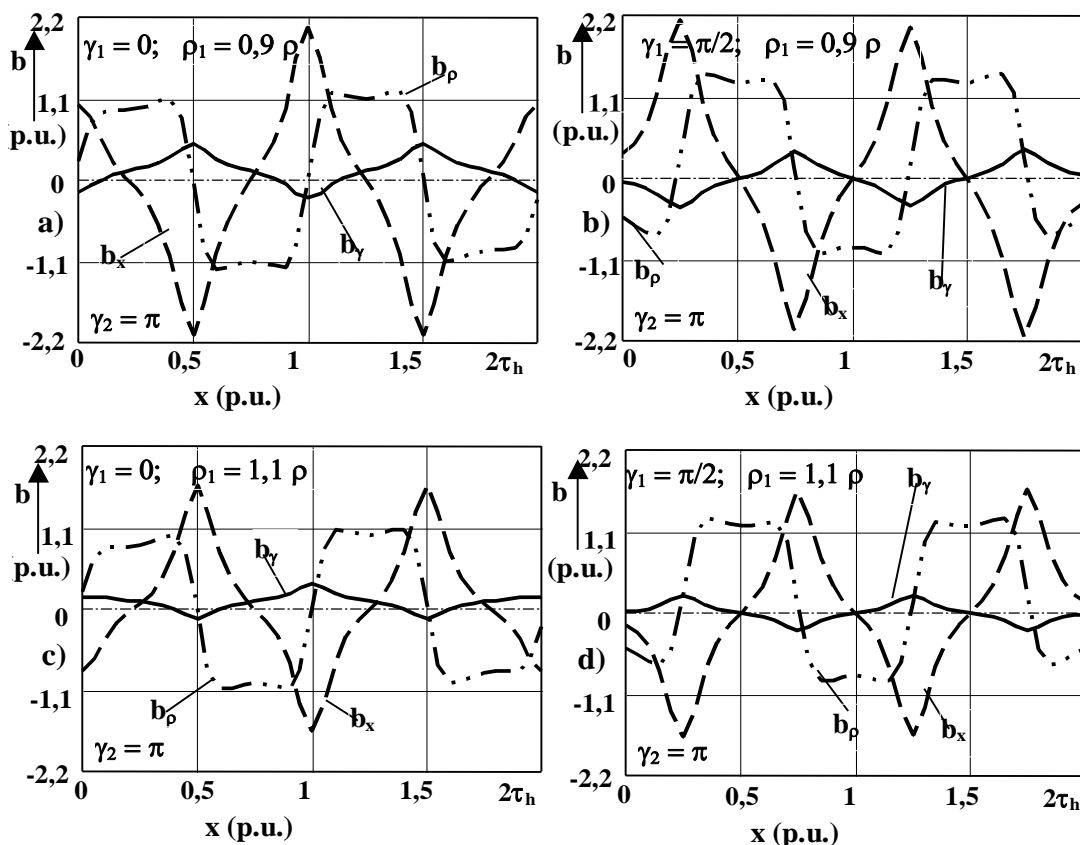 2,2
b
γ₁ = 0; ρ₁ = 0,9 ρ
bρ
1,1
(p.u.)
0
a)
bₓ
bγ
-1,1
γ₂ = π
-2,2
0 0,5 1 1,5 2τₕ
x (p.u.)
2,2
b
γ₁ = π/2; ρ₁ = 0,9 ρ
1,1
(p.u.)
0
b)
bρ
bₓ
bγ
-1,1
γ₂ = π
-2,2
0 0,5 1 1,5 2τₕ
x (p.u.)
2,2
b
γ₁ = 0; ρ₁ = 1,1 ρ
1,1
bγ
(p.u.)
0
c)
-1,1
bρ
bₓ
γ₂ = π
-2,2
0 0,5 1 1,5 2τₕ
x (p.u.)
2,2
b
γ₁ = π/2; ρ₁ = 1,1 ρ
bγ
1,1
(p.u.)
0
d)
-1,1
bρ
bₓ
γ₂ = π
-2,2
0 0,5 1 1,5 2τₕ
x (p.u.)